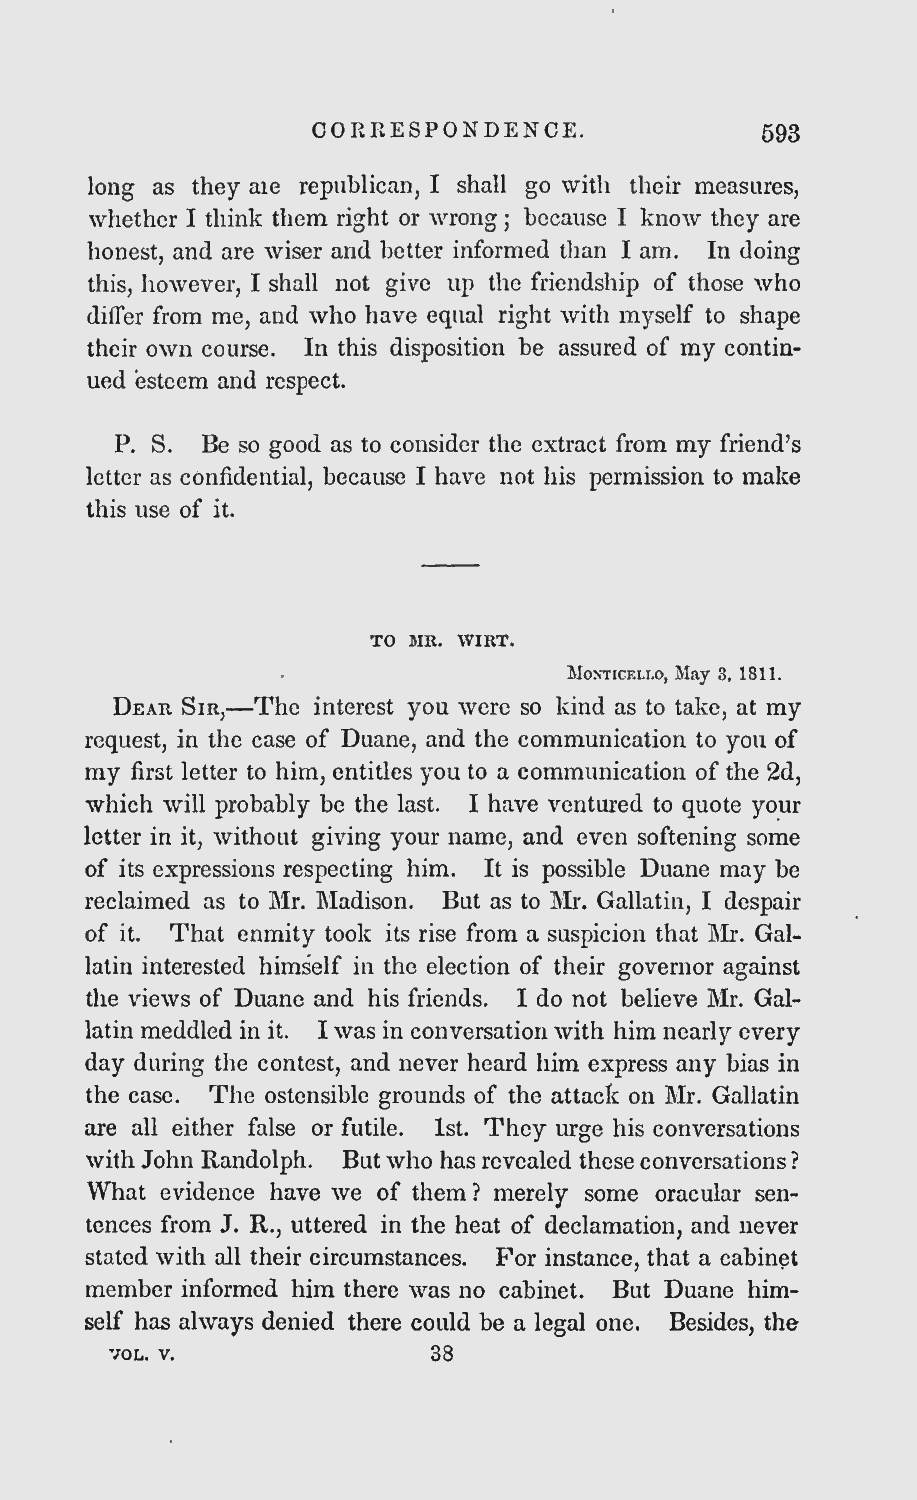 CORRESPONDENCE. 593
long as they are republican, I shall go with their measures,
whether I think them right or wrong; because I know they are
honest, and are wiser and better informed than I am. In doing
this, however, I shall not give up the friendship of those who
differ from me, and who have equal right with myself to shape
their own course. In this disposition be assured of my contin-
ued esteem and respect.
P. S. Be so good as to consider the extract from my friend's
letter as confidential, because I have not his permission to make
this use of it.
TO MR. WIRT.
MONTICELLO, May 3, 1811.
DEAR SIR,—The interest you were so kind as to take, at my
request, in the case of Duane, and the communication to you of
my first letter to him, entitles you to a communication of the 2d,
which will probably be the last. I have ventured to quote your
letter in it, without giving your name, and even softening some
of its expressions respecting him. It is possible Duane may be
reclaimed as to Mr. Madison. But as to Mr. Gallatin, I despair
of it. That enmity took its rise from a suspicion that Mr. Gal-
latin interested himself in the election of their governor against
the views of Duane and his friends. I do not believe Mr. Gal-
latin meddled in it. I was in conversation with him nearly every
day during the contest, and never heard him express any bias in
the case. The ostensible grounds of the attack on Mr. Gallatin
are all either false or futile. 1st. They urge his conversations
with John Randolph. But who has revealed these conversations?
What evidence have we of them? merely some oracular sen-
tences from J. R., uttered in the heat of declamation, and never
stated with all their circumstances. For instance, that a cabinet
member informed him there was no cabinet. But Duane him-
self has always denied there could be a legal one. Besides, the
VOL. V. 38